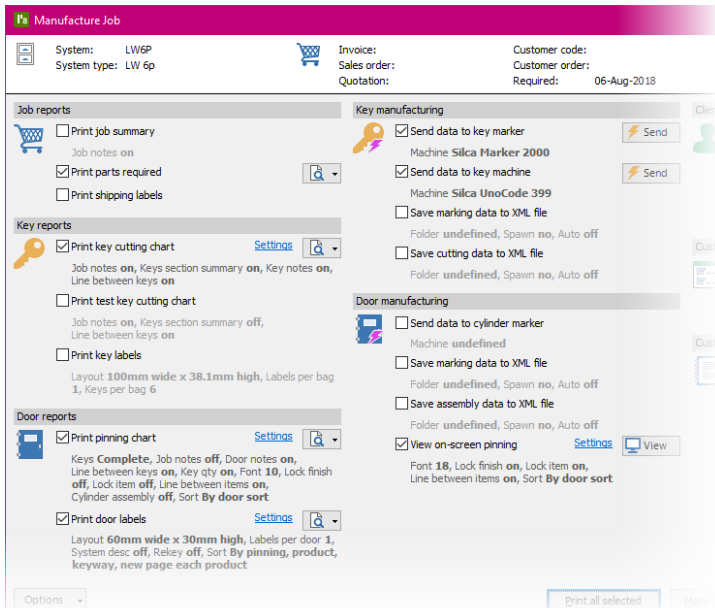 Manufacture Job
System: LW6P
System type: LW 6p
Invoice:
Sales order:
Quotation:
Customer code:
Customer order:
Required: 06-Aug-2018
Job reports
Print job summary
Job notes on
Print parts required
Print shipping labels
Key reports
Print key cutting chart Settings
Job notes on, Keys section summary on, Key notes on,
Line between keys on
Print test key cutting chart
Job notes on, Keys section summary off,
Line between keys on
Print key labels
Layout 100mm wide x 38.1mm high, Labels per bag
1, Keys per bag 6
Door reports
Print pinning chart Settings
Keys Complete, Job notes off, Door notes on,
Line between keys on, Key qty on, Font 10, Lock finish
off, Lock item off, Line between items on,
Cylinder assembly off, Sort By door sort
Print door labels Settings
Layout 60mm wide x 30mm high, Labels per door 1,
System desc off, Rekey off, Sort By pinning, product,
keyway, new page each product
Key manufacturing
Send data to key marker Send
Machine Silca Marker 2000
Send data to key machine Send
Machine Silca UnoCode 399
Save marking data to XML file
Folder undefined, Spawn no, Auto off
Save cutting data to XML file
Folder undefined, Spawn no, Auto off
Door manufacturing
Send data to cylinder marker
Machine undefined
Save marking data to XML file
Folder undefined, Spawn no, Auto off
Save assembly data to XML file
Folder undefined, Spawn no, Auto off
View on-screen pinning Settings View
Font 18, Lock finish on, Lock item on,
Line between items on, Sort By door sort
Clie
Cus
Cus
Options
Print all selected